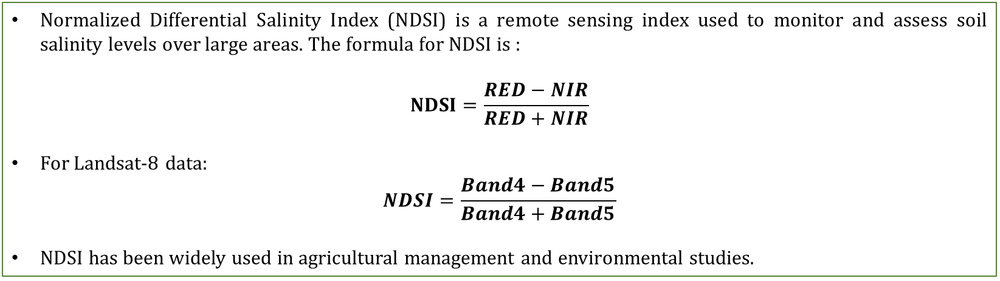 • Normalized Differential Salinity Index (NDSI) is a remote sensing index used to monitor and assess soil
salinity levels over large areas. The formula for NDSI is :
NDSI = (RED − NIR) / (RED + NIR)
• For Landsat-8 data:
NDSI = (Band4 − Band5) / (Band4 + Band5)
• NDSI has been widely used in agricultural management and environmental studies.